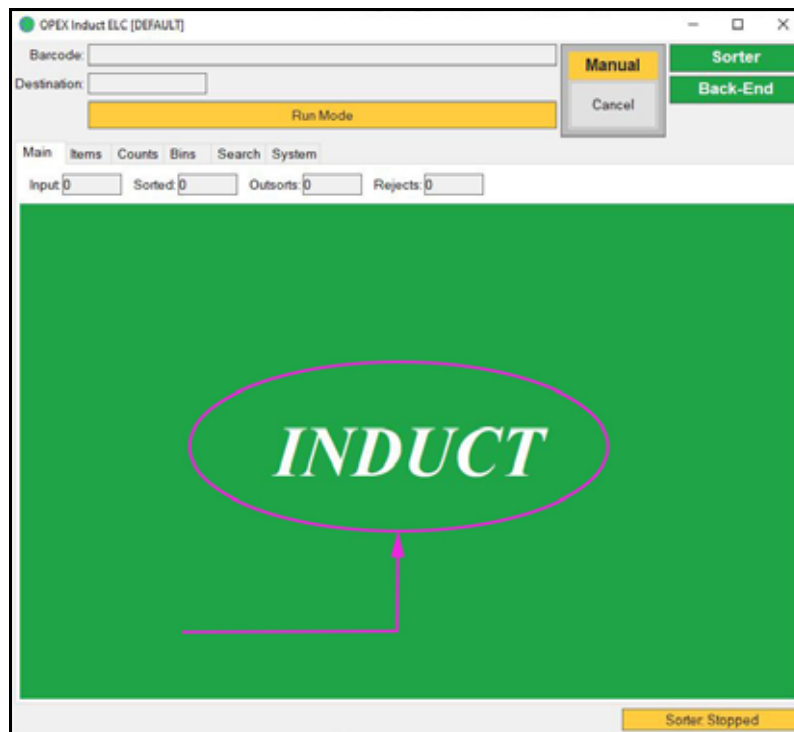 OPEX Induct ELC [DEFAULT]
Barcode:
Manual
Sorter
Destination:
Cancel
Back-End
Run Mode
Main Items Counts Bins Search System
Input: 0 Sorted: 0 Outsorts: 0 Rejects: 0
INDUCT
Sorter: Stopped